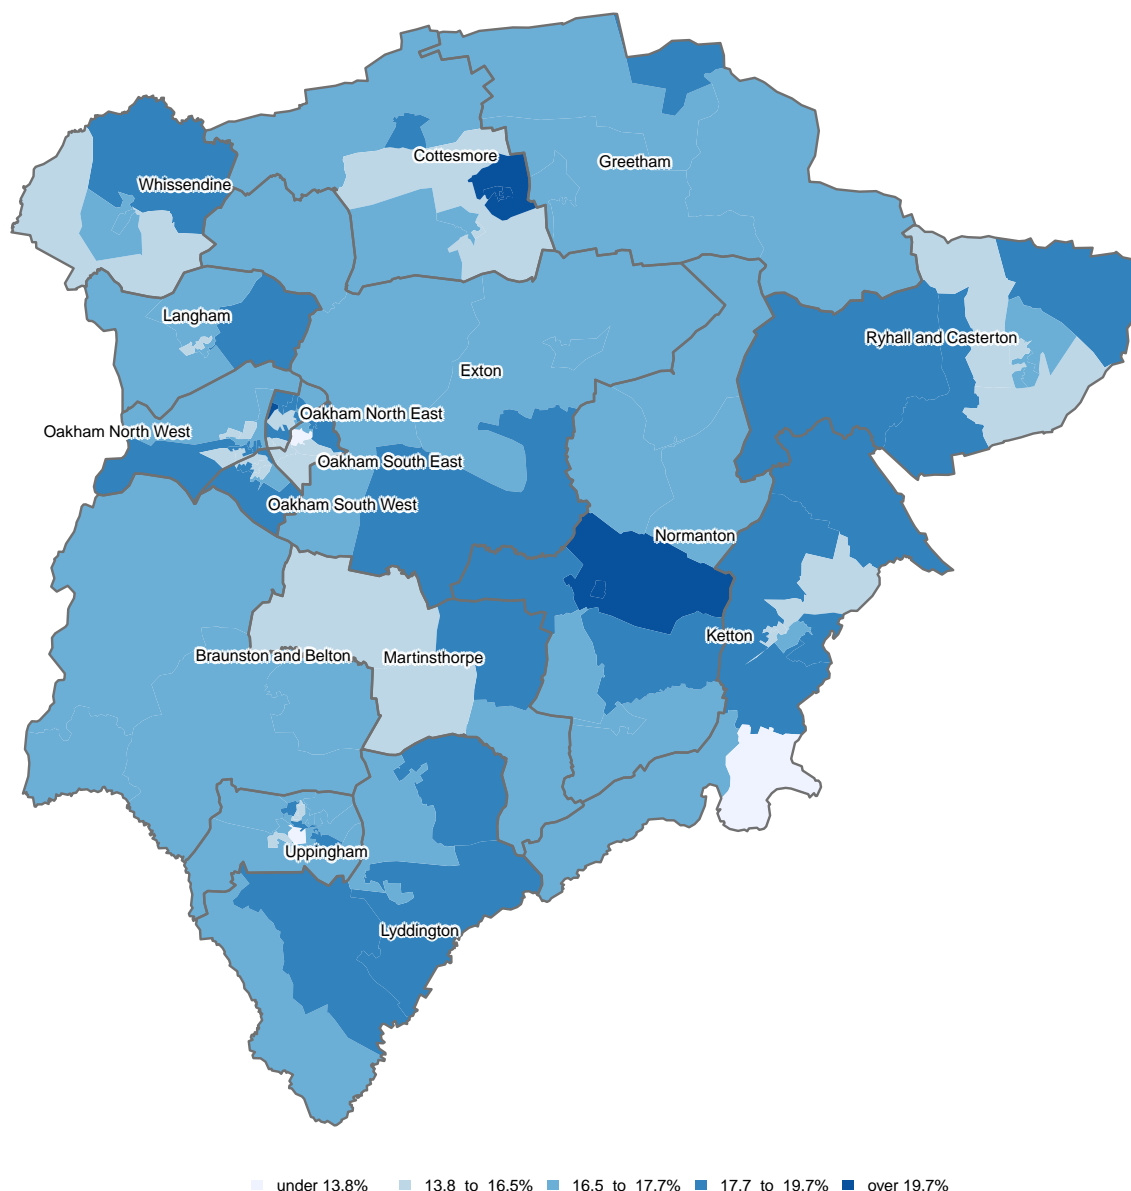 Cottesmore
Greetham
Whissendine
Langham
Ryhall and Casterton
Exton
Oakham North East
Oakham North West
Oakham South East
Oakham South West
Normanton
Ketton
Braunston and Belton
Martinsthorpe
Uppingham
Lyddington
under 13.8% 13.8 to 16.5% 16.5 to 17.7% 17.7 to 19.7% over 19.7%